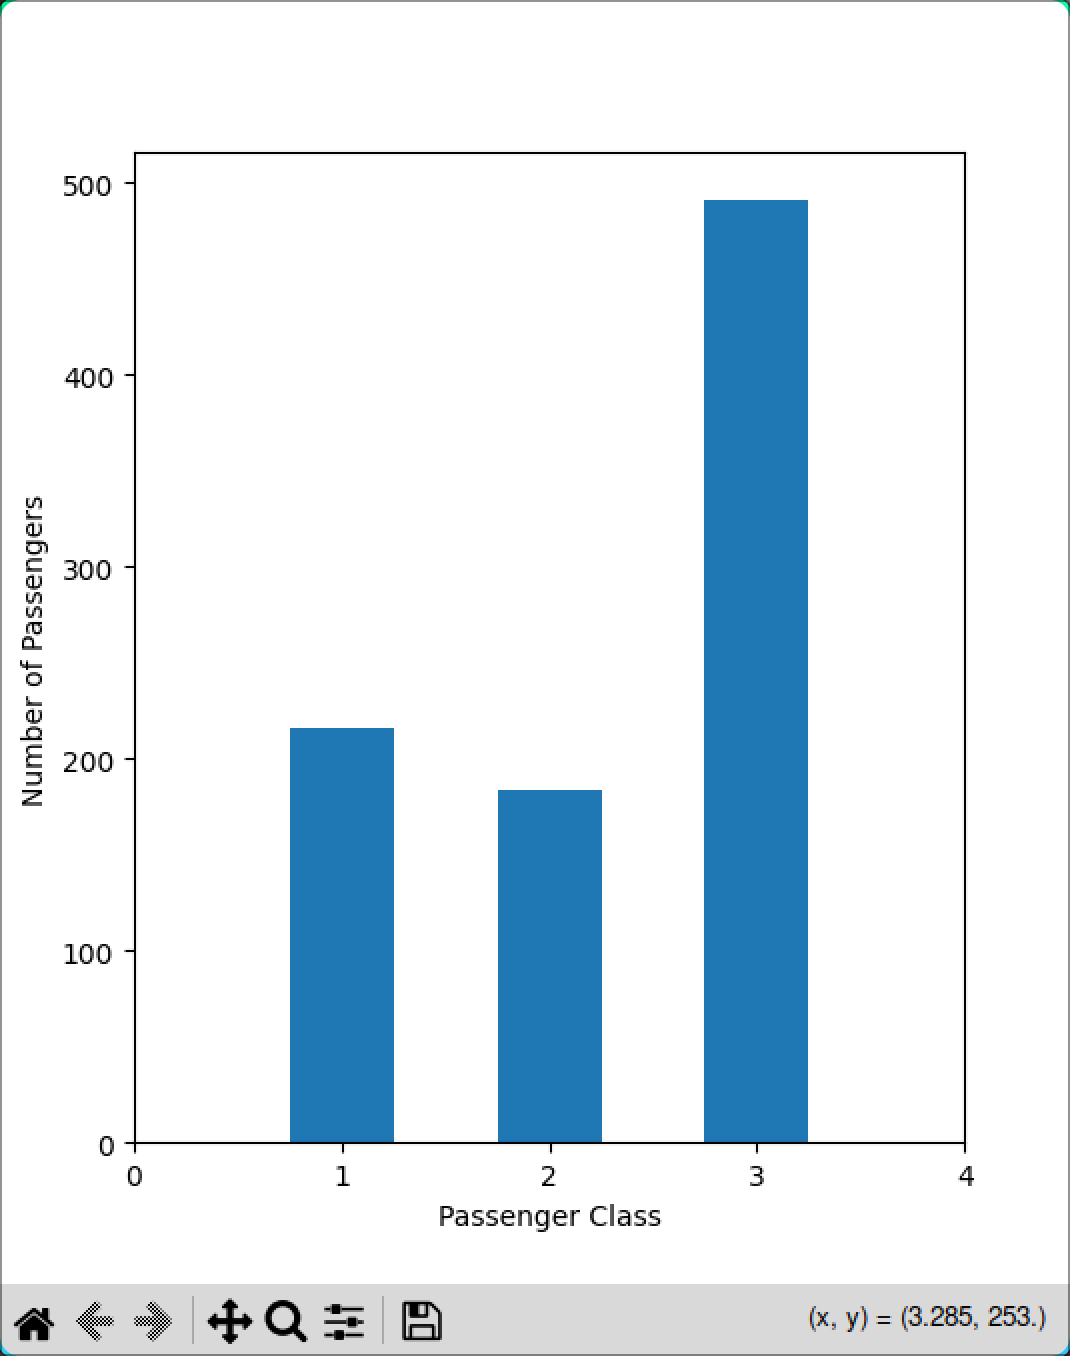 500
400
300
200
100
0
Number of Passengers
0 1 2 3 4
Passenger Class
(x, y) = (3.285, 253.)